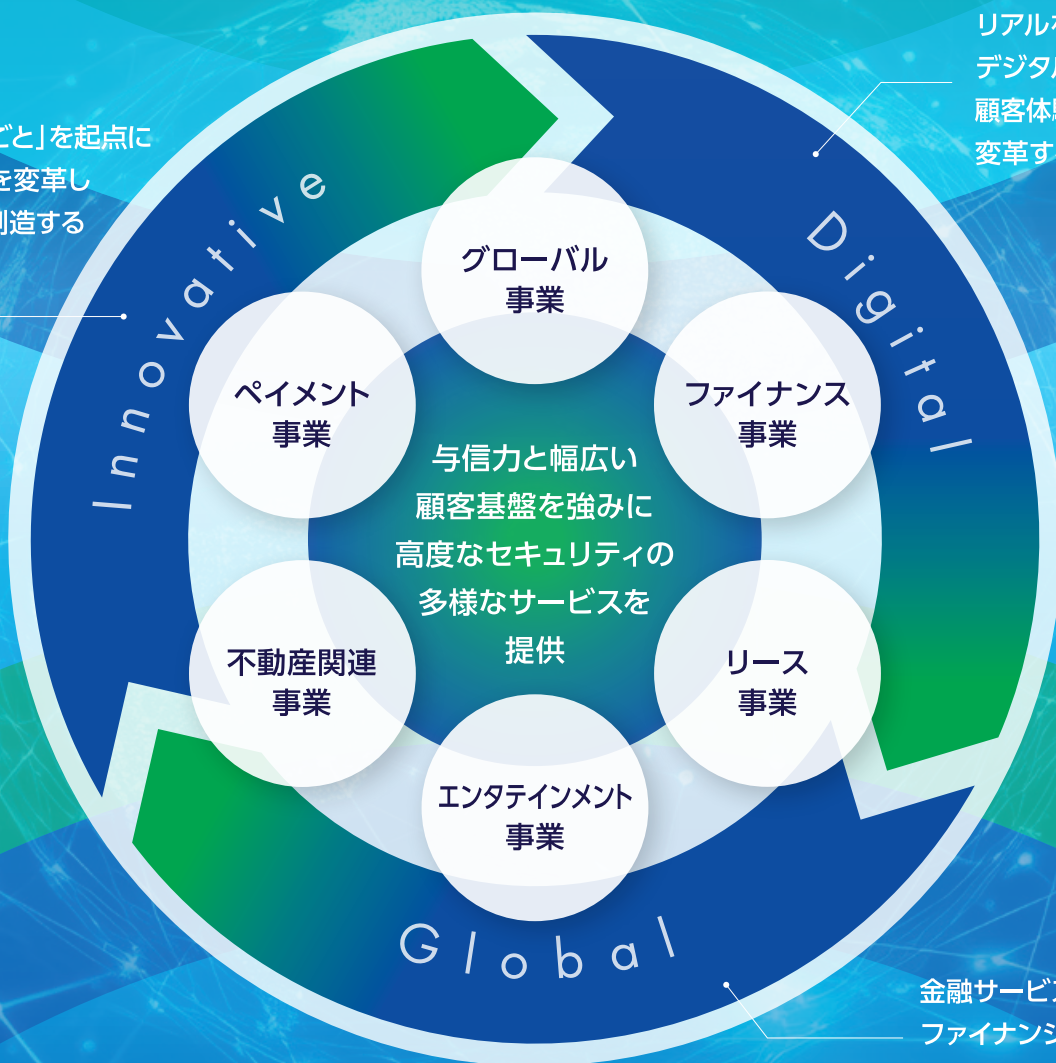 リアル
デジタル
顧客体
変革す
ごと」を起点に
を変革し
創造する
Innovative
Digital
Global
グローバル
事業
ペイメント
事業
ファイナンス
事業
与信力と幅広い
顧客基盤を強みに
高度なセキュリティの
多様なサービスを
提供
不動産関連
事業
リース
事業
エンタテインメント
事業
金融サービ
ファイナンシ